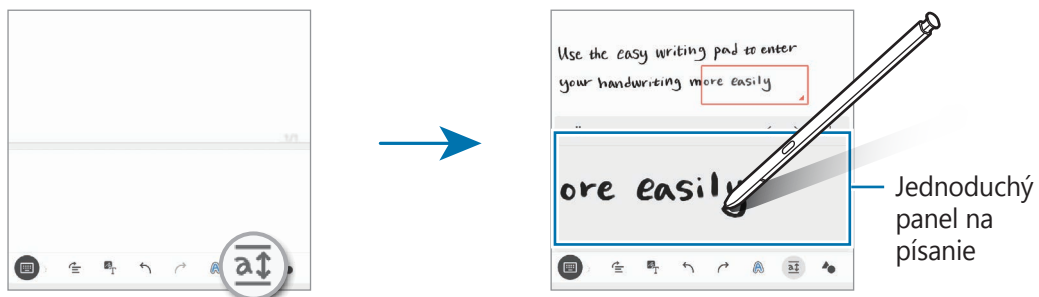 Use the easy writing pad to enter
your handwriting more easily
ore easily
Jednoduchý
panel na
písanie